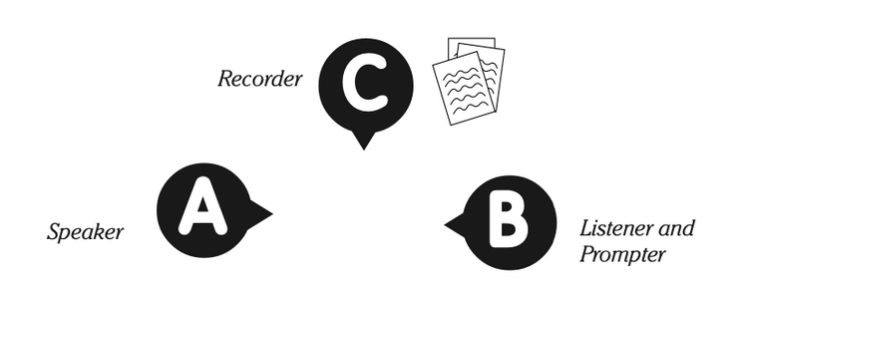 Recorder
C
A
B
Speaker
Listener and
Prompter